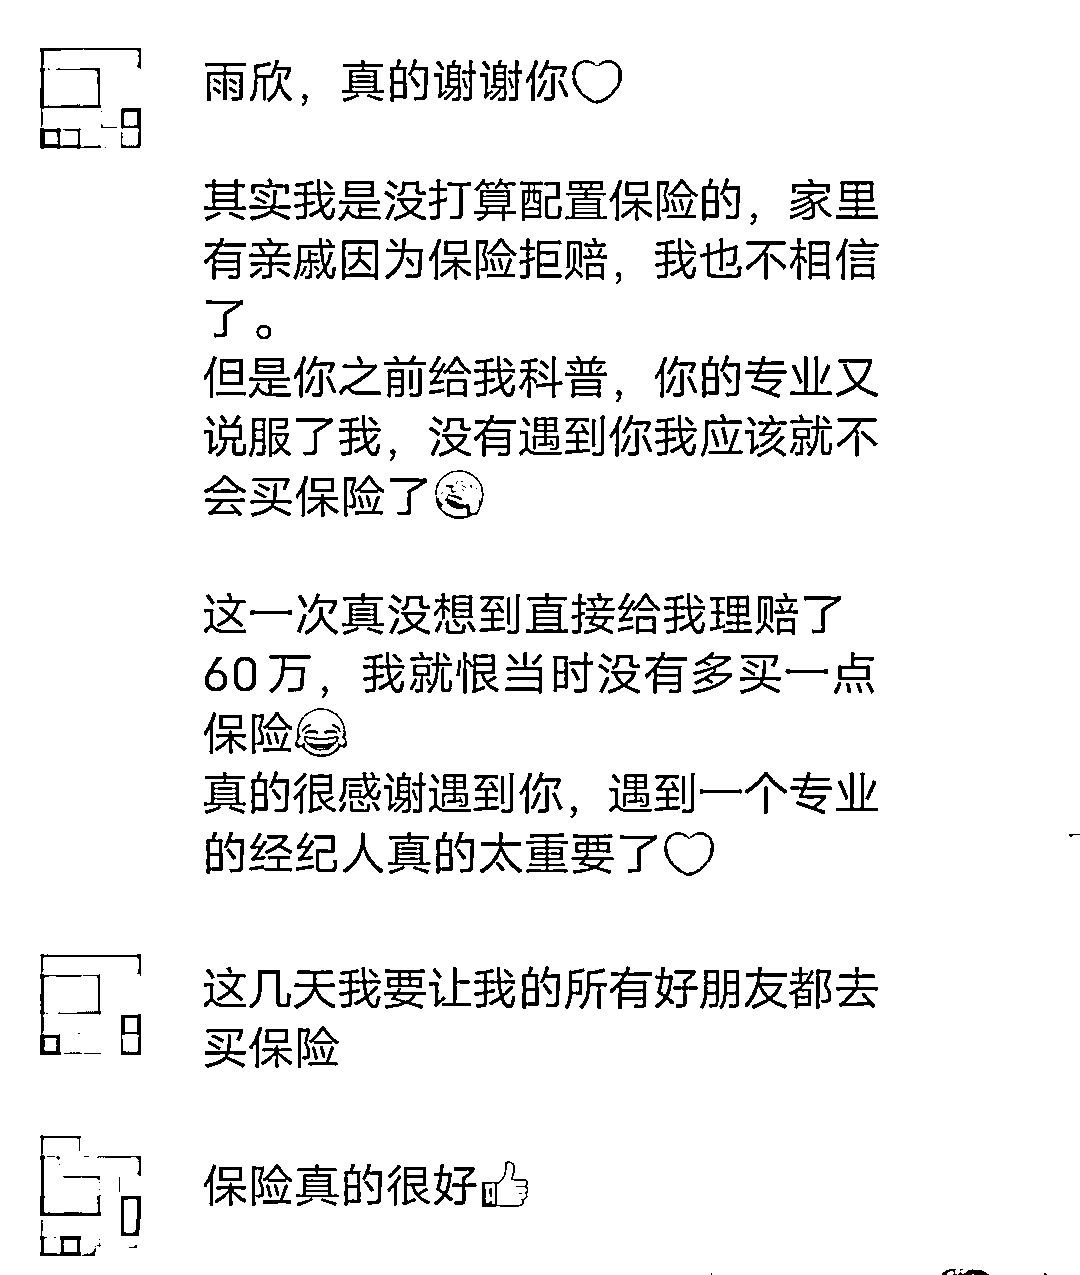 雨欣，真的谢谢你♡
其实我是没打算配置保险的，家里
有亲戚因为保险拒赔，我也不相信
了。
但是你之前给我科普，你的专业又
说服了我，没有遇到你我应该就不
会买保险了
这一次真没想到直接给我理赔了
60万，我就恨当时没有多买一点
保险😂
真的很感谢遇到你，遇到一个专业
的经纪人真的太重要了♡
这几天我要让我的所有好朋友都去
买保险
保险真的很好👍